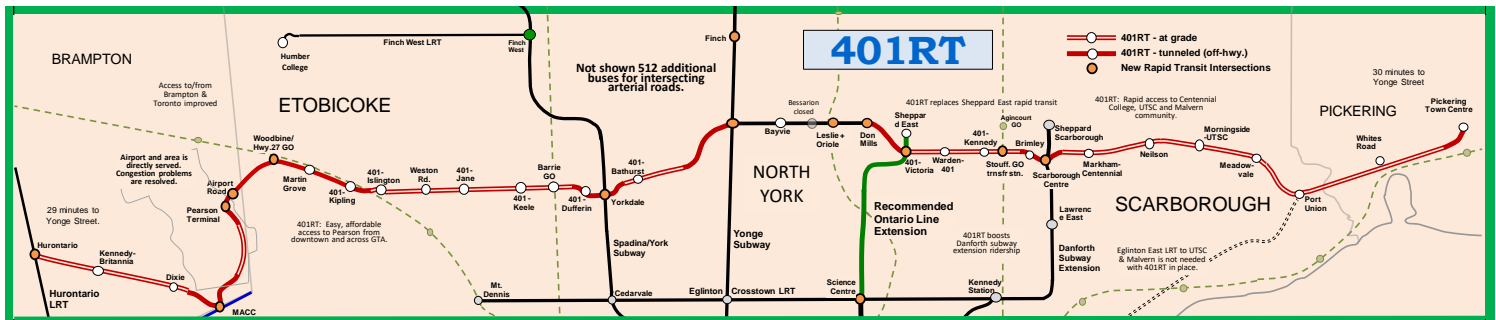 401RT
401RT - at grade
401RT - tunneled (off-hwy.)
New Rapid Transit Intersections
BRAMPTON
Humber
College
Finch West LRT
Finch
West
Finch
Not shown 512 additional
buses for intersecting
arterial roads.
Access to/from
Brampton &
Toronto improved
ETOBICOKE
Bessarion
closed
401RT replaces Sheppard East rapid transit
401RT:  Rapid access to Centennial
College, UTSC and Malvern
community.
30 minutes to
Yonge Street
PICKERING
Pickering
Town Centre
Woodbine/
Hwy.27 GO
Airport and area is
directly served.
Congestion problems
are resolved.
Airport
Road
Pearson
Terminal
Martin
Grove
401-
Kipling
401-
Islington
Weston
Rd.
401-
Jane
401
-Keele
Barrie
GO
401-
Dufferin
Yorkdale
401-
Bathurst
Bayvie
Leslie+
Oriole
Don
Mills
Sheppar
d East
401-
Victoria
Warden-
401
401-
Kennedy
Agincourt
GO
Stouff. GO
trnsfr stn.
Brimley
Sheppard
Scarborough
Scarborough
Centre
Markham-
Centennial
Neilson
Morningside
-UTSC
Meadow-
vale
Port
Union
Whites
Road
NORTH
YORK
SCARBOROUGH
29 minutes to
Yonge Street.
401RT:  Easy, affordable
access to Pearson from
downtown and across GTA.
Recommended
Ontario Line
Extension
401RT boosts
Danforth subway
extension ridership
Lawrenc
e East
Danforth
Subway
Extension
Eglinton East LRT to UTSC
& Malvern is not needed
with 401RT in place.
Spadina/York
Subway
Yonge
Subway
Hurontario
Kennedy-
Britannia
Dixie
MACC
Hurontario
LRT
Mt.
Dennis
Cedarvale
Eglinton
Crosstown LRT
Science
Centre
Kennedy
Station